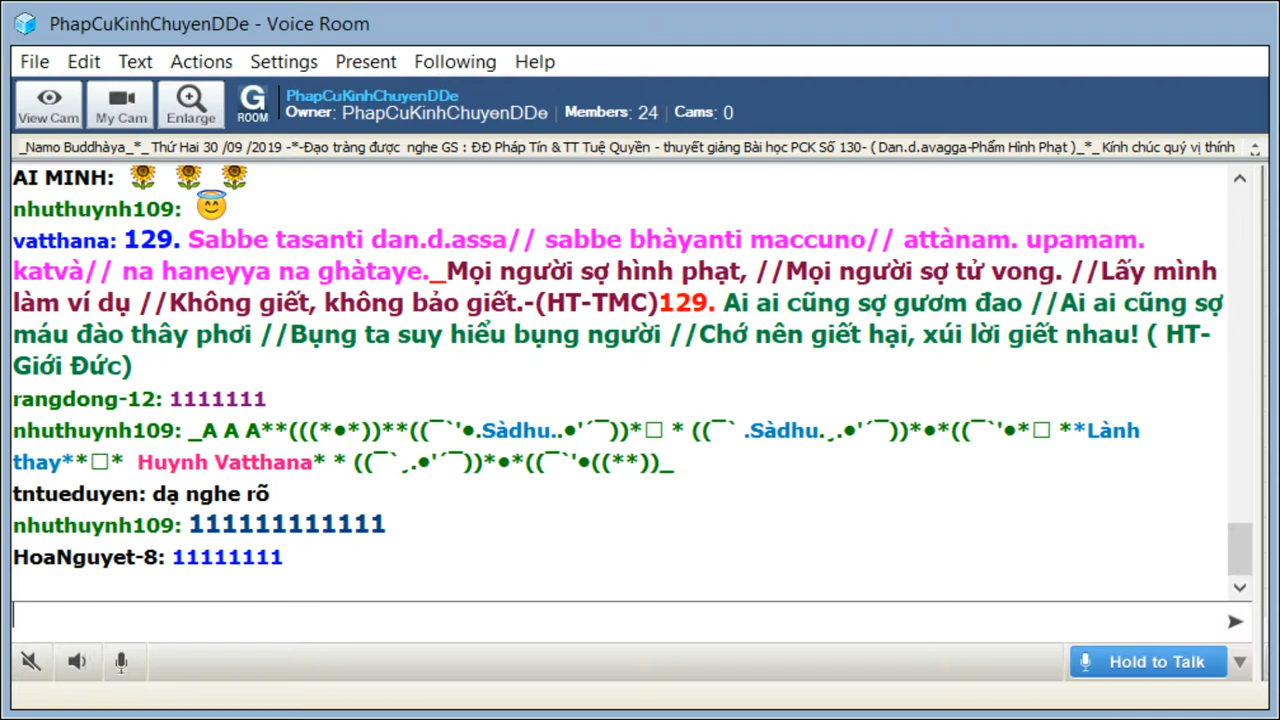 PhapCuKinhChuyenDDe - Voice Room
File Edit Text Actions Settings Present Following Help
View Cam My Cam Enlarge G ROOM PhapCuKinhChuyenDDe
Owner: PhapCuKinhChuyenDDe | Members: 24 | Cams: 0
_Namo Buddhàya_*_ Thứ Hai 30 /09 /2019 -*-Đạo tràng được nghe GS : ĐĐ Pháp Tín & TT Tuệ Quyền - thuyết giảng Bài học PCK Số 130- ( Dan.d.avagga-Phẩm Hình Phạt )_*_ Kính chúc quý vị thính
AI MINH: 🌻 🌻_🌻
nhuthuynh109: 😇
vatthana: 129. Sabbe tasanti dan.d.assa// sabbe bhàyanti maccuno// attànam. upamam.
katvà// na haneyya na ghàtaye._Mọi người sợ hình phạt, //Mọi người sợ tử vong. //Lấy mình
làm ví dụ //Không giết, không bảo giết.-(HT-TMC)129. Ai ai cũng sợ gươm đao //Ai ai cũng sợ
máu đào thây phơi //Bụng ta suy hiểu bụng người //Chớ nên giết hại, xúi lời giết nhau! ( HT-
Giới Đức)
rangdong-12: 1111111
nhuthuynh109: _A A A**(((*•*))**((¯`'•.Sàdhu..•'´¯))*□ * ((¯` .Sàdhu.¸.•'´¯))*•*((¯`'•*□ **Lành
thay**□* Huynh Vatthana* * ((¯`¸.•'´¯))*•*((¯`'•((**))_
tntueduyen: dạ nghe rõ
nhuthuynh109: 111111111111
HoaNguyet-8: 11111111
Hold to Talk